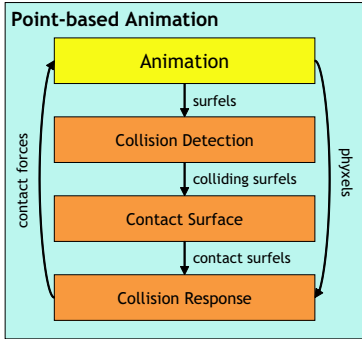 Point-based Animation
Animation
surfels
Collision Detection
colliding surfels
Contact Surface
contact surfels
Collision Response
contact forces
phyxels